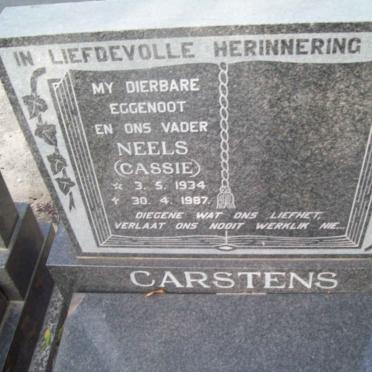 IN LIEFDEVOLLE HERINNERING
MY DIERBARE
EGGENOOT
EN ONS VADER
NEELS
(CASSIE)
☆ 3. 5. 1934
✝ 30. 4. 1987.
DIEGENE WAT ONS LIEFHET,
VERLAAT ONS NOOIT WERKLIK NIE...
CARSTENS